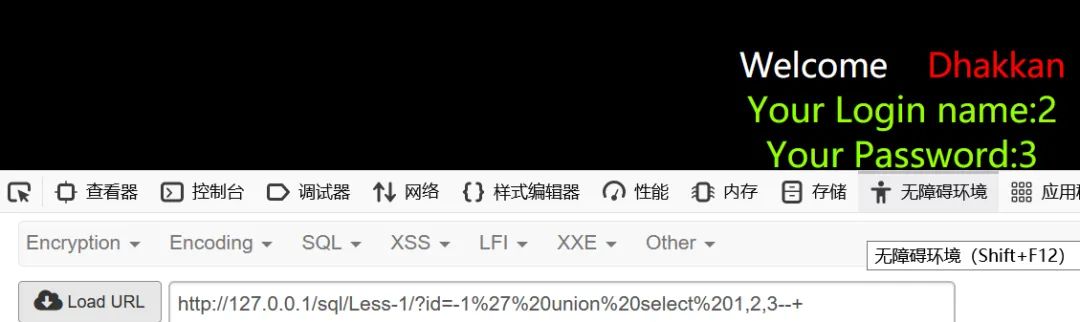 Welcome Dhakkan
Your Login name:2
Your Password:3
查看器 控制台 调试器 网络 {} 样式编辑器 性能 内存 存储 无障碍环境 应用
Encryption Encoding SQL XSS LFI XXE Other
无障碍环境（Shift+F12）
Load URL http://127.0.0.1/sql/Less-1/?id=-1%27%20union%20select%201,2,3--+